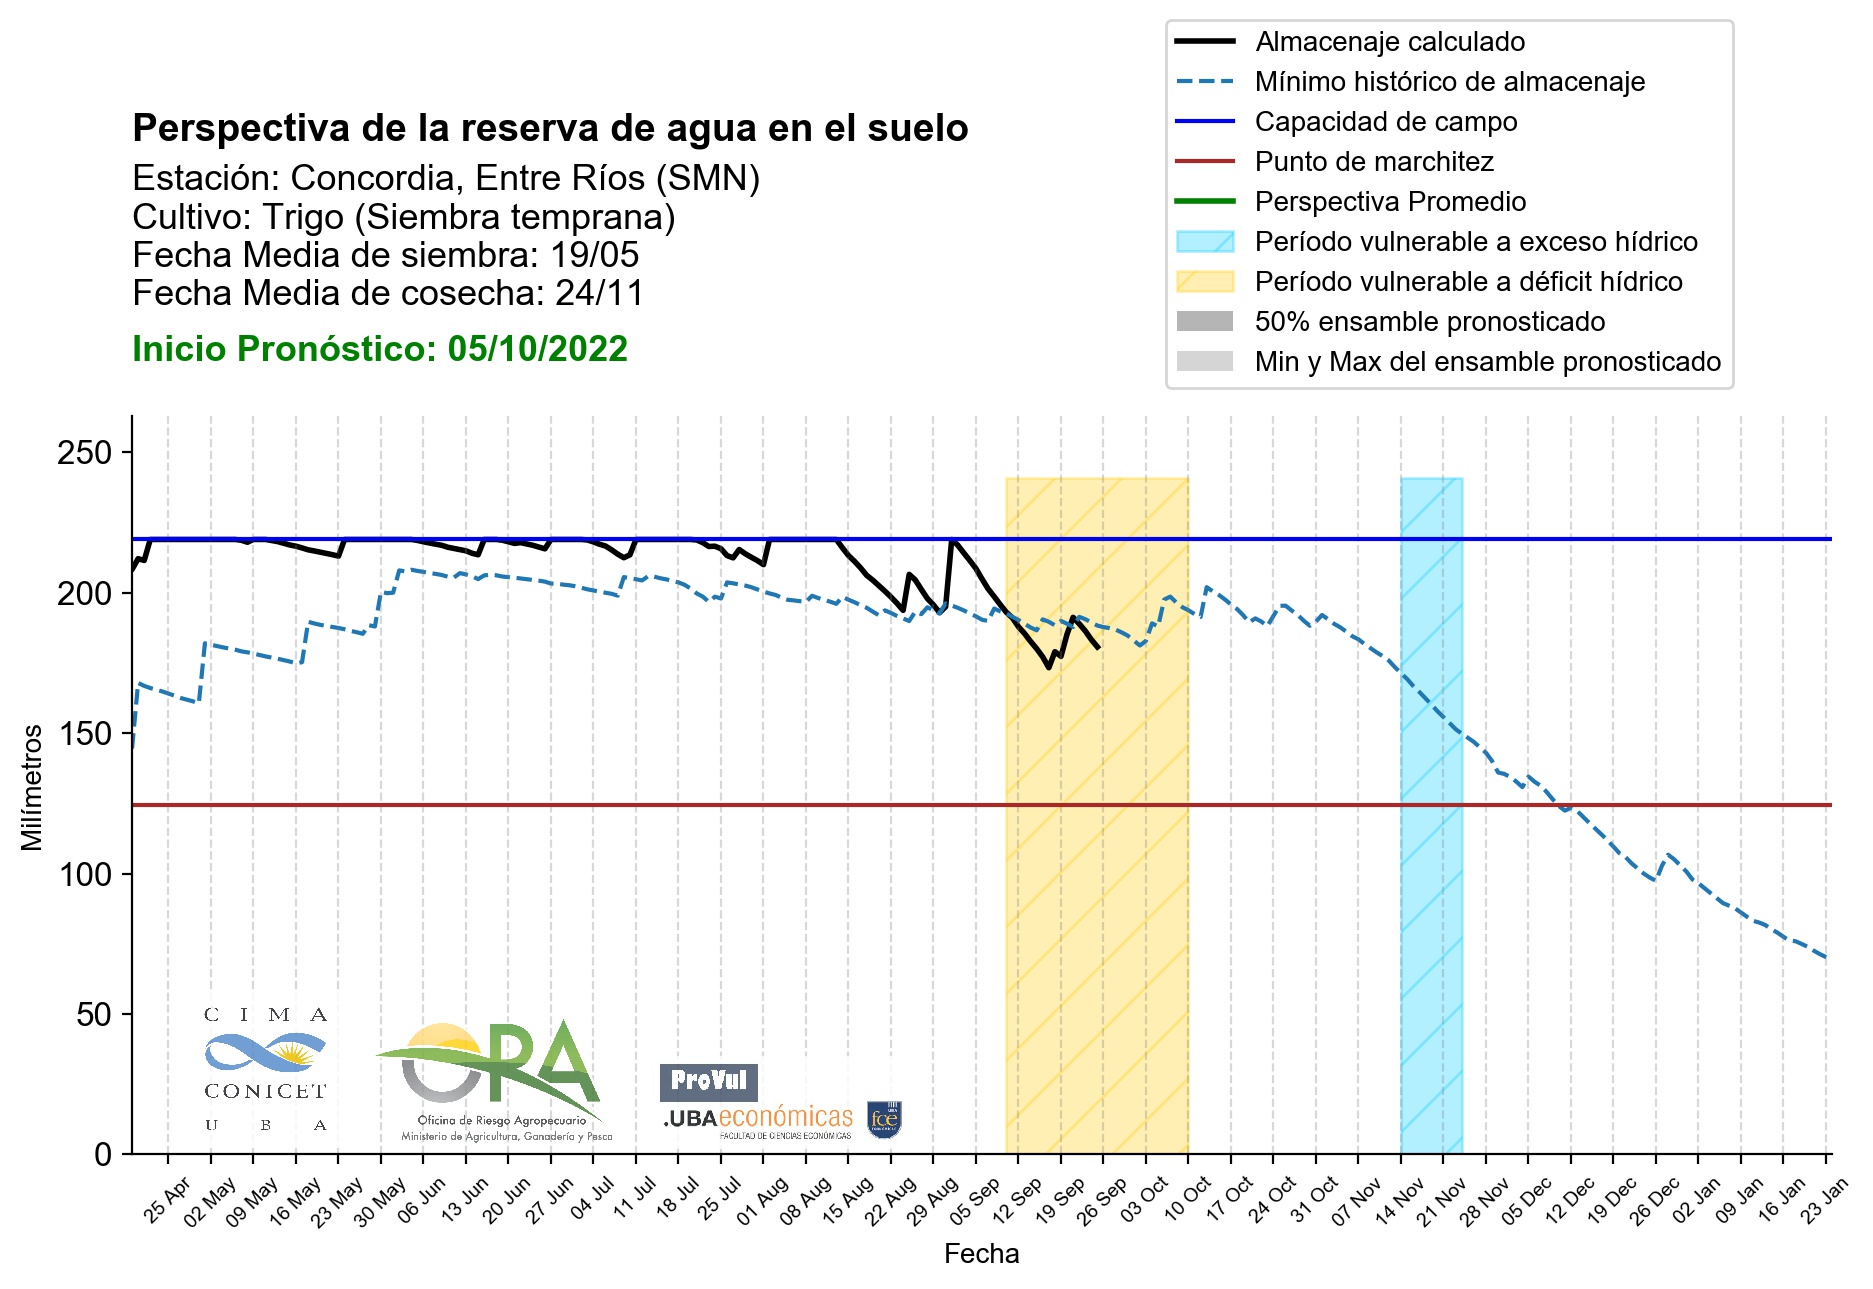 Almacenaje calculado
Mínimo histórico de almacenaje
Capacidad de campo
Punto de marchitez
Perspectiva Promedio
Período vulnerable a exceso hídrico
Período vulnerable a déficit hídrico
50% ensamble pronosticado
Min y Max del ensamble pronosticado
Perspectiva de la reserva de agua en el suelo
Estación: Concordia, Entre Ríos (SMN)
Cultivo: Trigo (Siembra temprana)
Fecha Media de siembra: 19/05
Fecha Media de cosecha: 24/11
Inicio Pronóstico: 05/10/2022
Milímetros
250
200
150
100
50
0
CIMA
CONICET
UBA
ORA
Oficina de Riesgo Agropecuario
Ministerio de Agricultura, Ganadería y Pesca
ProVul
.UBAeconómicas
FACULTAD DE CIENCIAS ECONÓMICAS
UBA
fce
ECONÓMICAS
25 Apr
02 May
09 May
16 May
23 May
30 May
06 Jun
13 Jun
20 Jun
27 Jun
04 Jul
11 Jul
18 Jul
25 Jul
01 Aug
08 Aug
15 Aug
22 Aug
29 Aug
05 Sep
12 Sep
19 Sep
26 Sep
03 Oct
10 Oct
17 Oct
24 Oct
31 Oct
07 Nov
14 Nov
21 Nov
28 Nov
05 Dec
12 Dec
19 Dec
26 Dec
02 Jan
09 Jan
16 Jan
23 Jan
Fecha